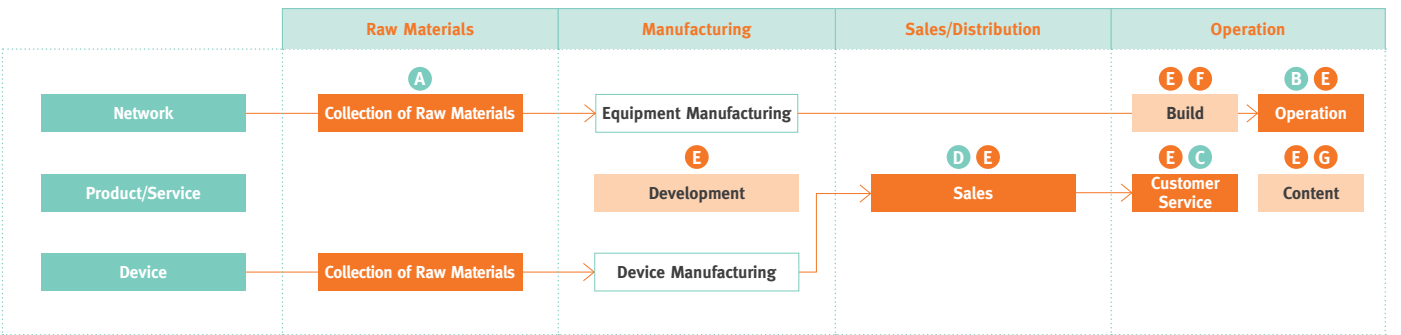 Raw Materials
Manufacturing
Sales/Distribution
Operation
A
E F
B E
Network
Collection of Raw Materials
Equipment Manufacturing
Build
Operation
E
D E
E C
E G
Product/Service
Development
Sales
Customer
Service
Content
Device
Collection of Raw Materials
Device Manufacturing